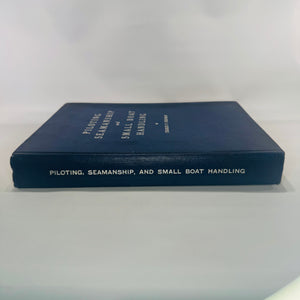 PILOTING
SEAMANSHIP
and
SMALL BOAT
HANDLING
PILOTING, SEAMANSHIP, AND SMALL BOAT HANDLING